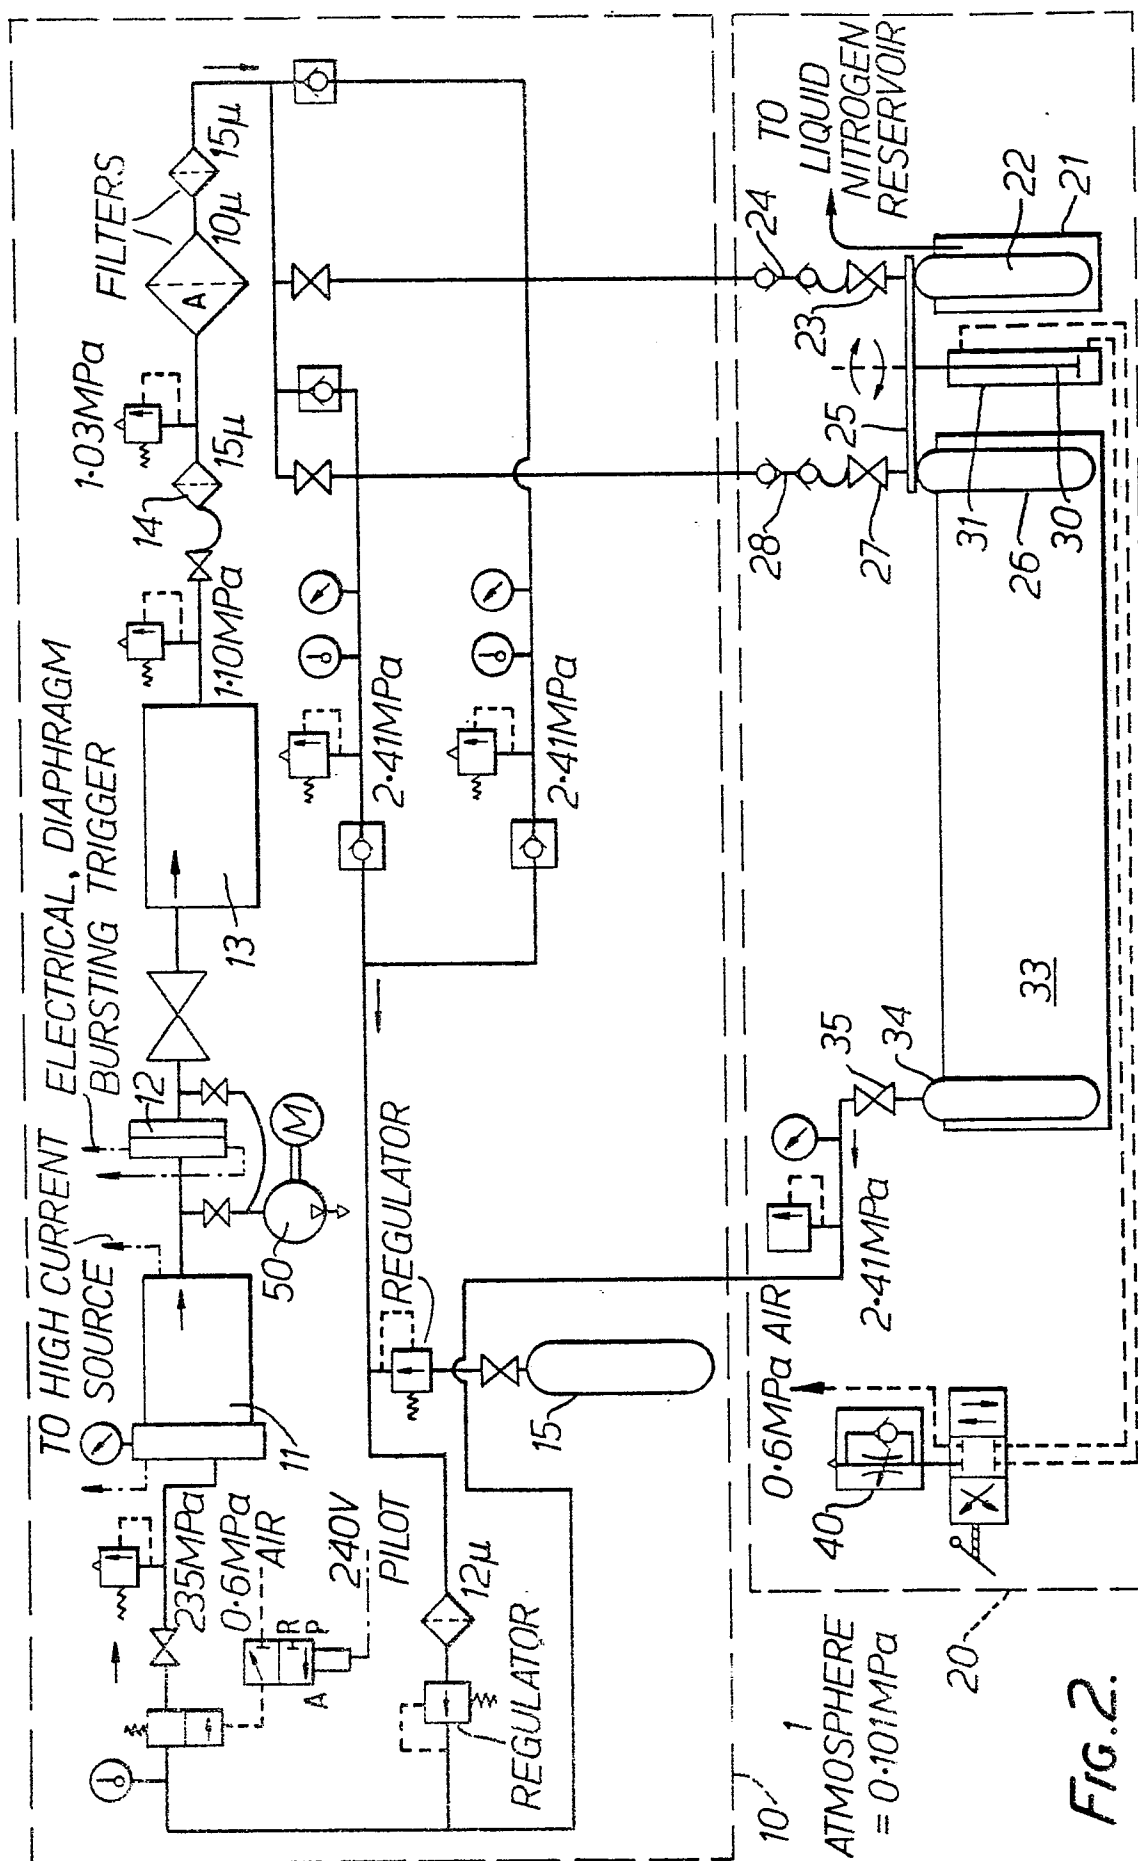 TO HIGH CURRENT
SOURCE
ELECTRICAL, DIAPHRAGM
BURSTING TRIGGER
FILTERS
12
13
14
1·10MPa
1·03MPa
15μ
A
10μ
15μ
11
50
M
235MPa
0·6MPa
AIR
R
P
A
240V
PILOT
12μ
REGULATOR
REGULATOR
15
2·41MPa
2·41MPa
10
1
ATMOSPHERE
= 0·101MPa
20
0·6MPa AIR
40
2·41MPa
35
34
33
28
27
25
26
31
30
24
23
22
21
TO
LIQUID
NITROGEN
RESERVOIR
FIG.2.